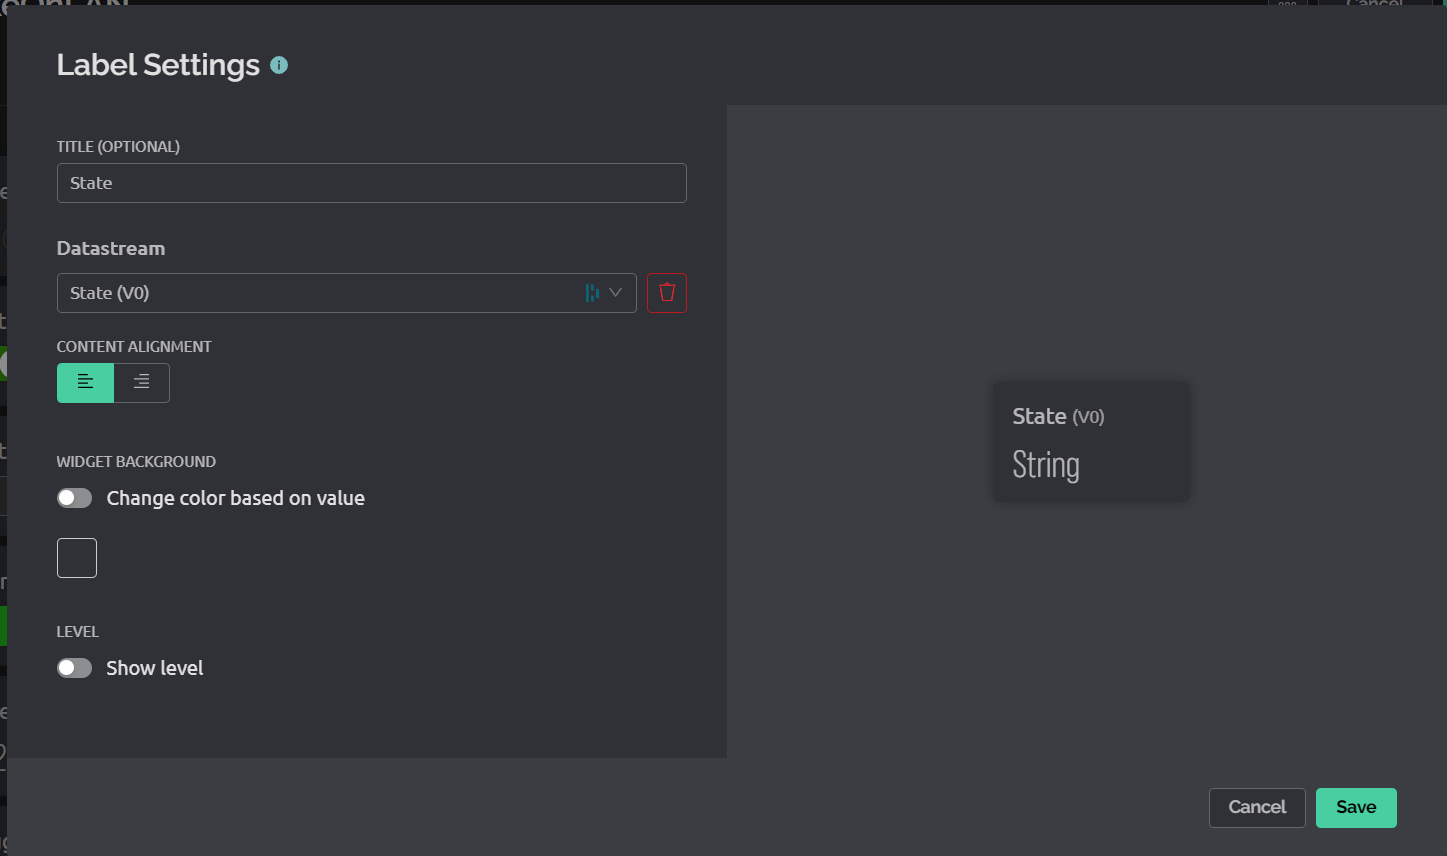 Cancel
Label Settings
TITLE (OPTIONAL)
State
Datastream
State (V0)
CONTENT ALIGNMENT
WIDGET BACKGROUND
Change color based on value
LEVEL
Show level
State (V0)
String
Cancel
Save